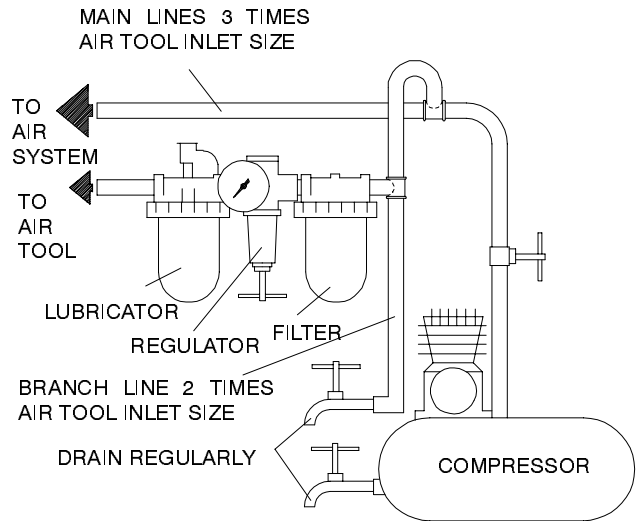 MAIN LINES 3 TIMES
AIR TOOL INLET SIZE
TO
AIR
SYSTEM
TO
AIR
TOOL
LUBRICATOR
REGULATOR
FILTER
BRANCH LINE 2 TIMES
AIR TOOL INLET SIZE
DRAIN REGULARLY
COMPRESSOR